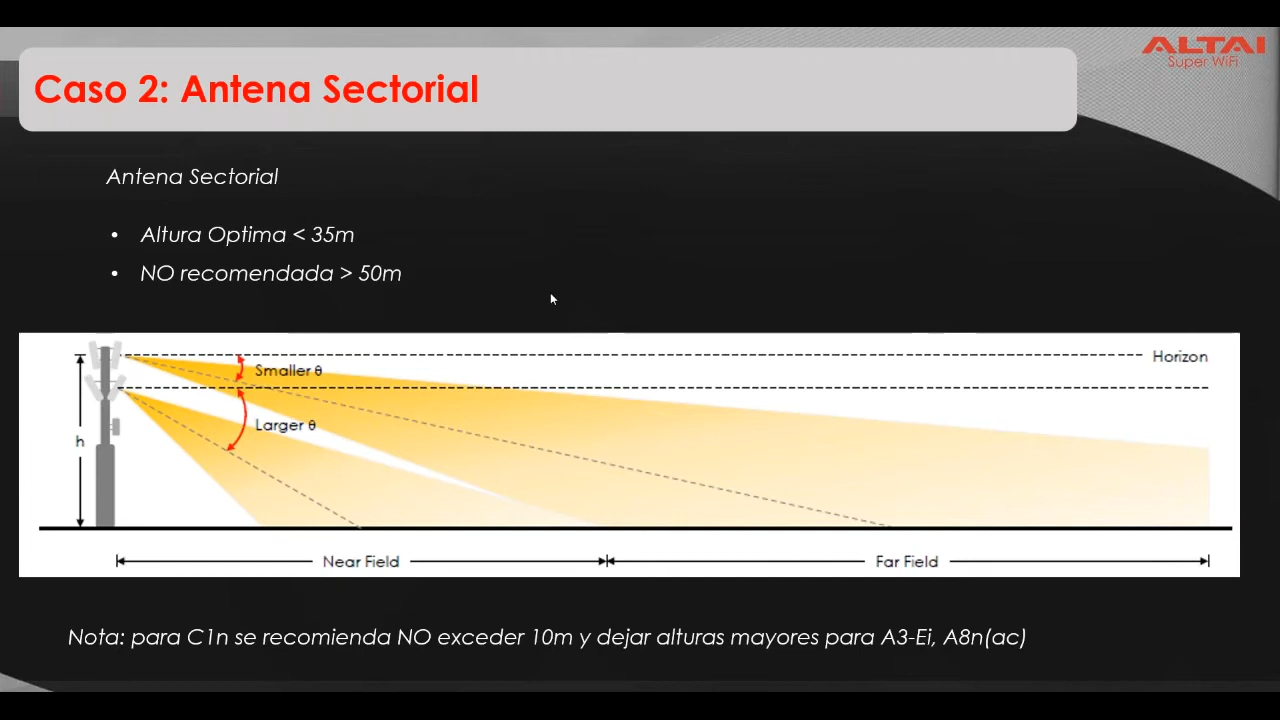 ALTAI
Super WiFi
Caso 2: Antena Sectorial
Antena Sectorial
• Altura Optima < 35m
• NO recomendada > 50m
Horizon
Smaller θ
Larger θ
h
Near Field
Far Field
Nota: para C1n se recomienda NO exceder 10m y dejar alturas mayores para A3-Ei, A8n(ac)